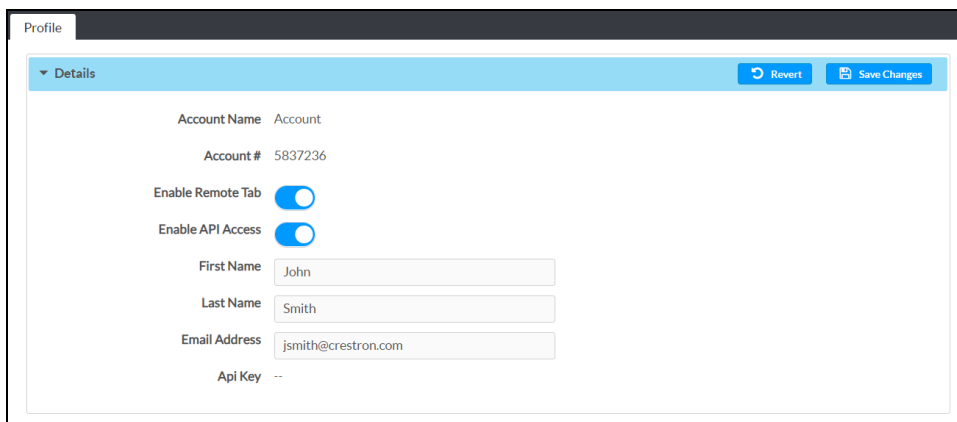 Profile
Details Revert Save Changes
Account Name Account
Account # 5837236
Enable Remote Tab
Enable API Access
First Name John
Last Name Smith
Email Address jsmith@crestron.com
Api Key --